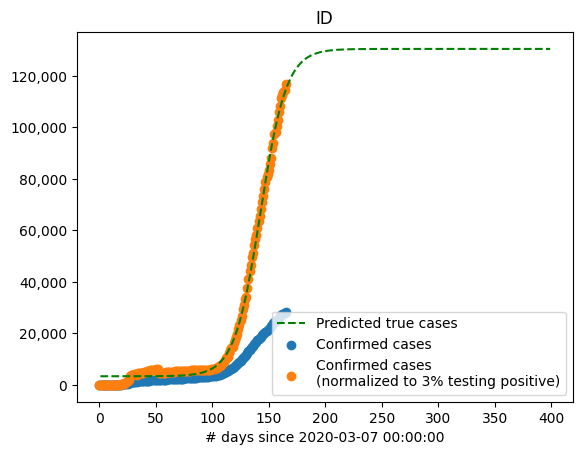 ID
120,000
100,000
80,000
60,000
40,000
20,000
0
Predicted true cases
Confirmed cases
Confirmed cases
(normalized to 3% testing positive)
0 50 100 150 200 250 300 350 400
# days since 2020-03-07 00:00:00